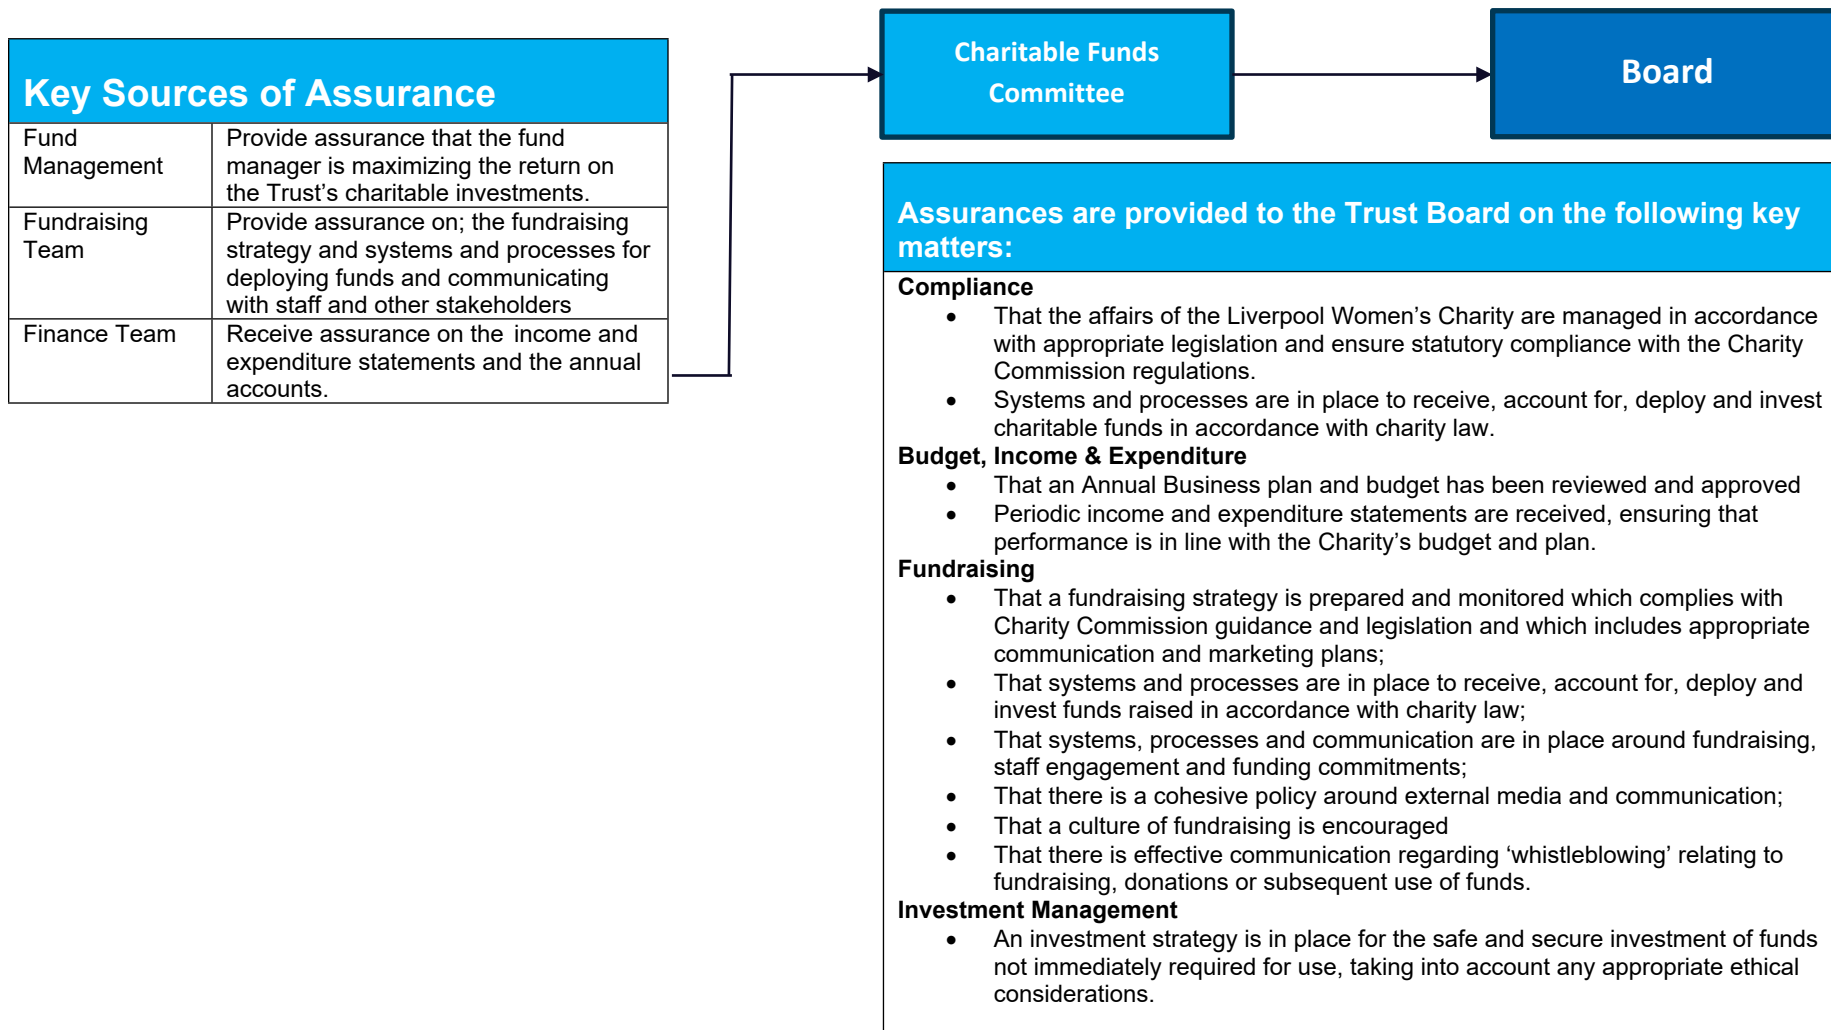 Key Sources of Assurance
Fund
Management
Provide assurance that the fund
manager is maximizing the return on
the Trust’s charitable investments.
Fundraising
Team
Provide assurance on; the fundraising
strategy and systems and processes for
deploying funds and communicating
with staff and other stakeholders
Finance Team
Receive assurance on the income and
expenditure statements and the annual
accounts.
Charitable Funds
Committee
Board
Assurances are provided to the Trust Board on the following key
matters:
Compliance
• That the affairs of the Liverpool Women’s Charity are managed in accordance
with appropriate legislation and ensure statutory compliance with the Charity
Commission regulations.
• Systems and processes are in place to receive, account for, deploy and invest
charitable funds in accordance with charity law.
Budget, Income & Expenditure
• That an Annual Business plan and budget has been reviewed and approved
• Periodic income and expenditure statements are received, ensuring that
performance is in line with the Charity’s budget and plan.
Fundraising
• That a fundraising strategy is prepared and monitored which complies with
Charity Commission guidance and legislation and which includes appropriate
communication and marketing plans;
• That systems and processes are in place to receive, account for, deploy and
invest funds raised in accordance with charity law;
• That systems, processes and communication are in place around fundraising,
staff engagement and funding commitments;
• That there is a cohesive policy around external media and communication;
• That a culture of fundraising is encouraged
• That there is effective communication regarding ‘whistleblowing’ relating to
fundraising, donations or subsequent use of funds.
Investment Management
• An investment strategy is in place for the safe and secure investment of funds
not immediately required for use, taking into account any appropriate ethical
considerations.